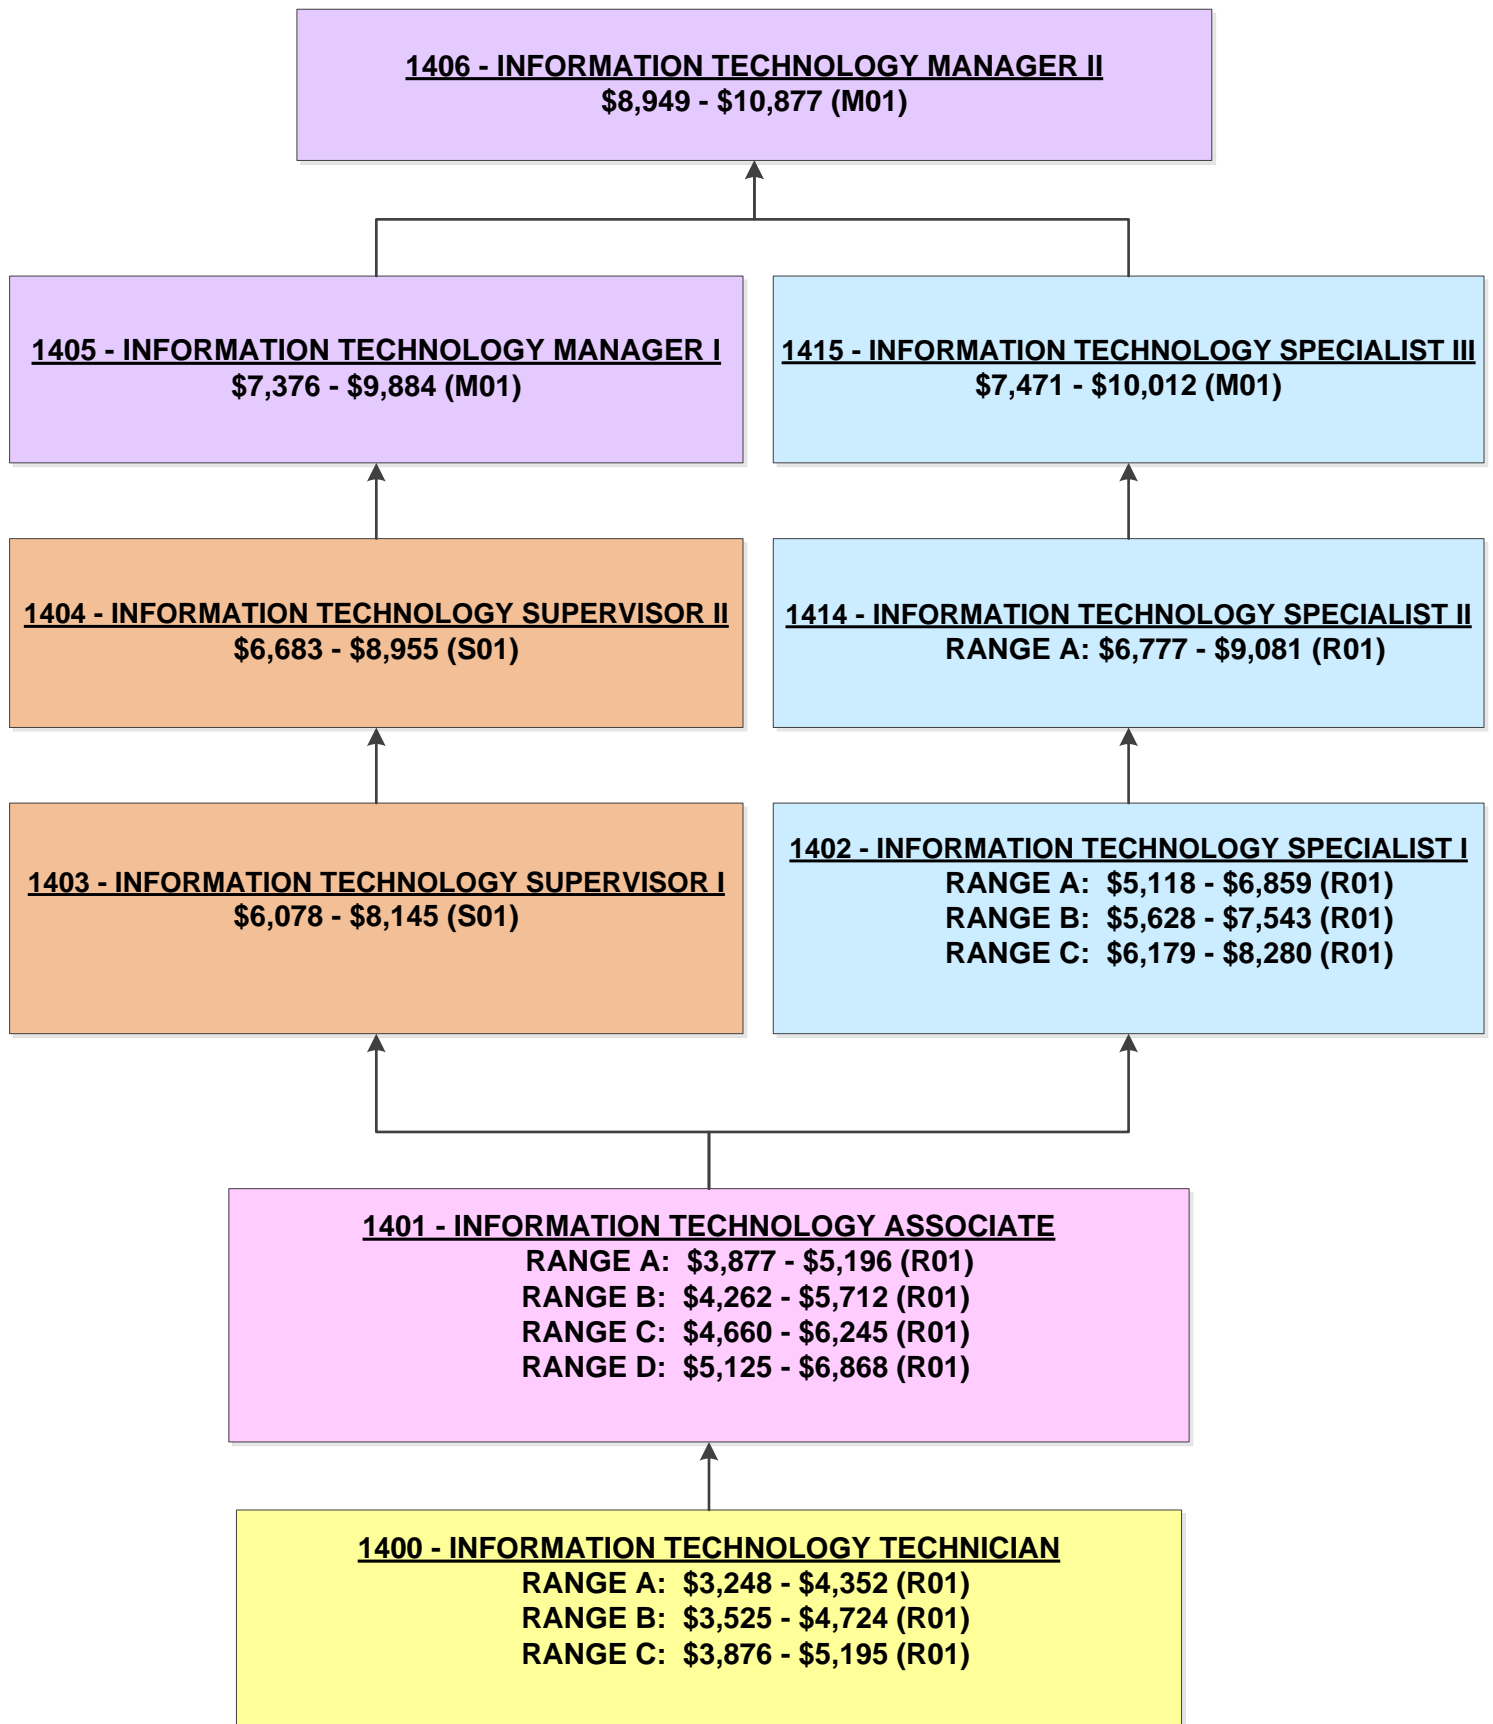 1406 - INFORMATION TECHNOLOGY MANAGER II
$8,949 - $10,877 (M01)
1405 - INFORMATION TECHNOLOGY MANAGER I
$7,376 - $9,884 (M01)
1415 - INFORMATION TECHNOLOGY SPECIALIST III
$7,471 - $10,012 (M01)
1404 - INFORMATION TECHNOLOGY SUPERVISOR II
$6,683 - $8,955 (S01)
1414 - INFORMATION TECHNOLOGY SPECIALIST II
RANGE A: $6,777 - $9,081 (R01)
1403 - INFORMATION TECHNOLOGY SUPERVISOR I
$6,078 - $8,145 (S01)
1402 - INFORMATION TECHNOLOGY SPECIALIST I
RANGE A: $5,118 - $6,859 (R01)
RANGE B: $5,628 - $7,543 (R01)
RANGE C: $6,179 - $8,280 (R01)
1401 - INFORMATION TECHNOLOGY ASSOCIATE
RANGE A: $3,877 - $5,196 (R01)
RANGE B: $4,262 - $5,712 (R01)
RANGE C: $4,660 - $6,245 (R01)
RANGE D: $5,125 - $6,868 (R01)
1400 - INFORMATION TECHNOLOGY TECHNICIAN
RANGE A: $3,248 - $4,352 (R01)
RANGE B: $3,525 - $4,724 (R01)
RANGE C: $3,876 - $5,195 (R01)